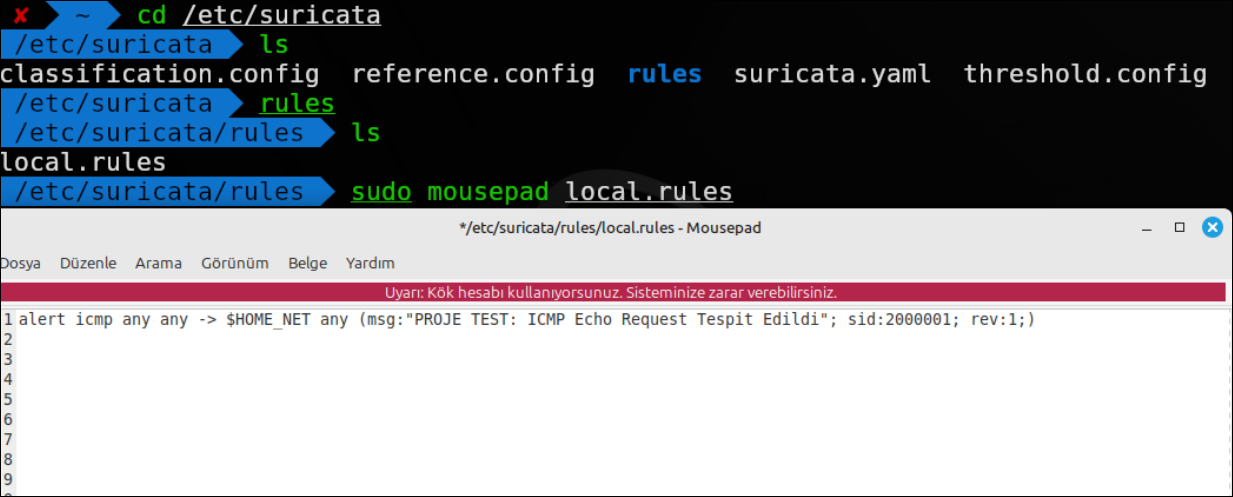 ✘ ~ cd /etc/suricata
/etc/suricata ls
classification.config reference.config rules suricata.yaml threshold.config
/etc/suricata rules
/etc/suricata/rules ls
local.rules
/etc/suricata/rules sudo mousepad local.rules
*/etc/suricata/rules/local.rules - Mousepad
Dosya Düzenle Arama Görünüm Belge Yardım
Uyarı: Kök hesabı kullanıyorsunuz. Sisteminize zarar verebilirsiniz.
1 alert icmp any any -> $HOME_NET any (msg:"PROJE TEST: ICMP Echo Request Tespit Edildi"; sid:2000001; rev:1;)
2
3
4
5
6
7
8
9